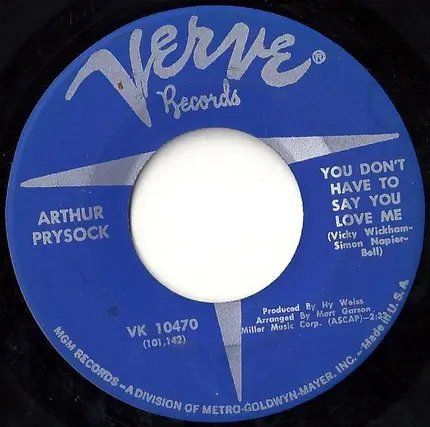 Verve®
Records
ARTHUR
PRYSOCK
YOU DON'T
HAVE TO
SAY YOU
LOVE ME
(Vicky Wickham-
Simon Napier-
Bell)
VK 10470
(101,142)
Produced By Hy Weiss
Arranged By Mort Garson
Miller Music Corp. (ASCAP)—2:33
MGM RECORDS – A DIVISION OF METRO-GOLDWYN-MAYER, INC. – Made in U.S.A